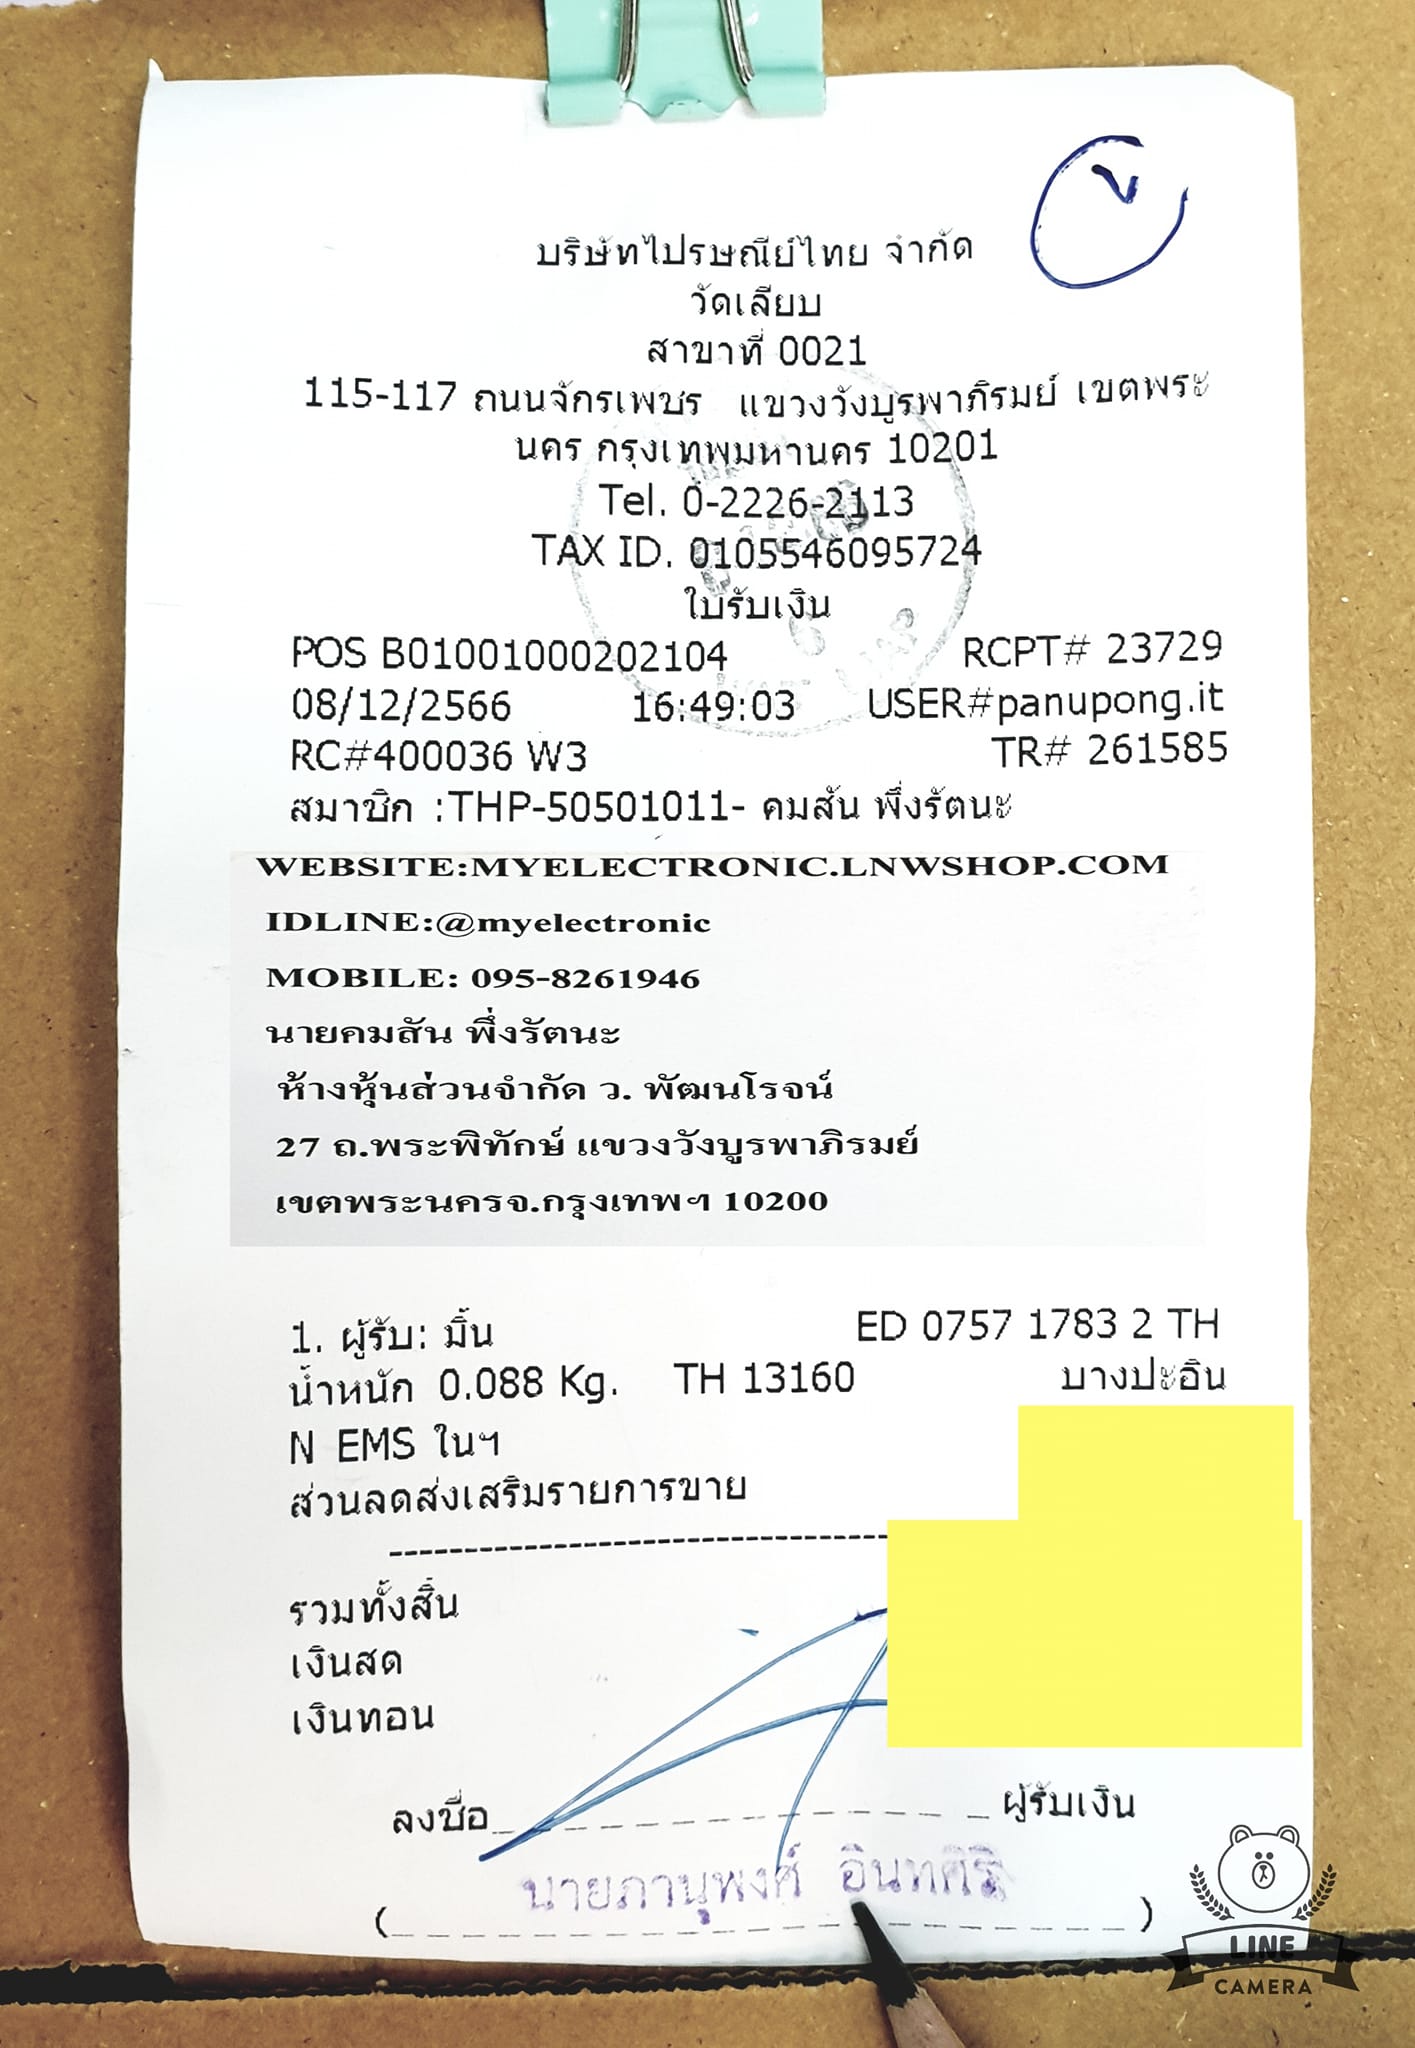 บริษัทไปรษณีย์ไทย จำกัด
วัดเลียบ
สาขาที่ 0021
115-117 ถนนจักรเพชร แขวงวังบูรพาภิรมย์ เขตพระ
นคร กรุงเทพมหานคร 10201
Tel. 0-2226-2113
TAX ID. 0105546095724
ใบรับเงิน
POS B01001000202104 RCPT# 23729
08/12/2566 16:49:03 USER#panupong.it
RC#400036 W3 TR# 261585
สมาชิก :THP-50501011- คมสัน พึ่งรัตนะ
WEBSITE:MYELECTRONIC.LNWSHOP.COM
IDLINE:@myelectronic
MOBILE: 095-8261946
นายคมสัน พึ่งรัตนะ
ห้างหุ้นส่วนจำกัด ว. พัฒนโรจน์
27 ถ.พระพิทักษ์ แขวงวังบูรพาภิรมย์
เขตพระนครจ.กรุงเทพฯ 10200
1. ผู้รับ: มิ้น ED 0757 1783 2 TH
น้ำหนัก 0.088 Kg. TH 13160 บางปะอิน
N EMS ในฯ
ส่วนลดส่งเสริมรายการขาย
รวมทั้งสิ้น
เงินสด
เงินทอน
ลงชื่อ ผู้รับเงิน
นายภานุพงศ์ อินทศิริ
LINE
CAMERA